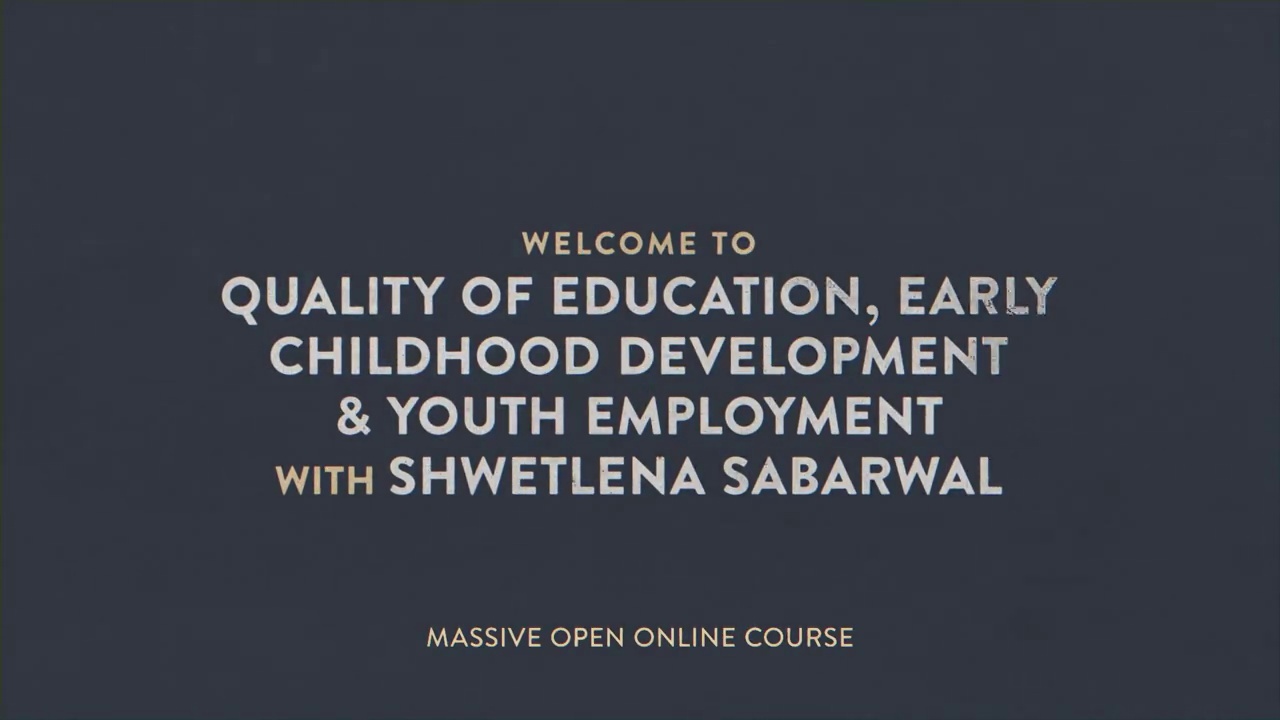 WELCOME TO
QUALITY OF EDUCATION, EARLY
CHILDHOOD DEVELOPMENT
& YOUTH EMPLOYMENT
WITH SHWETLENA SABARWAL
MASSIVE OPEN ONLINE COURSE